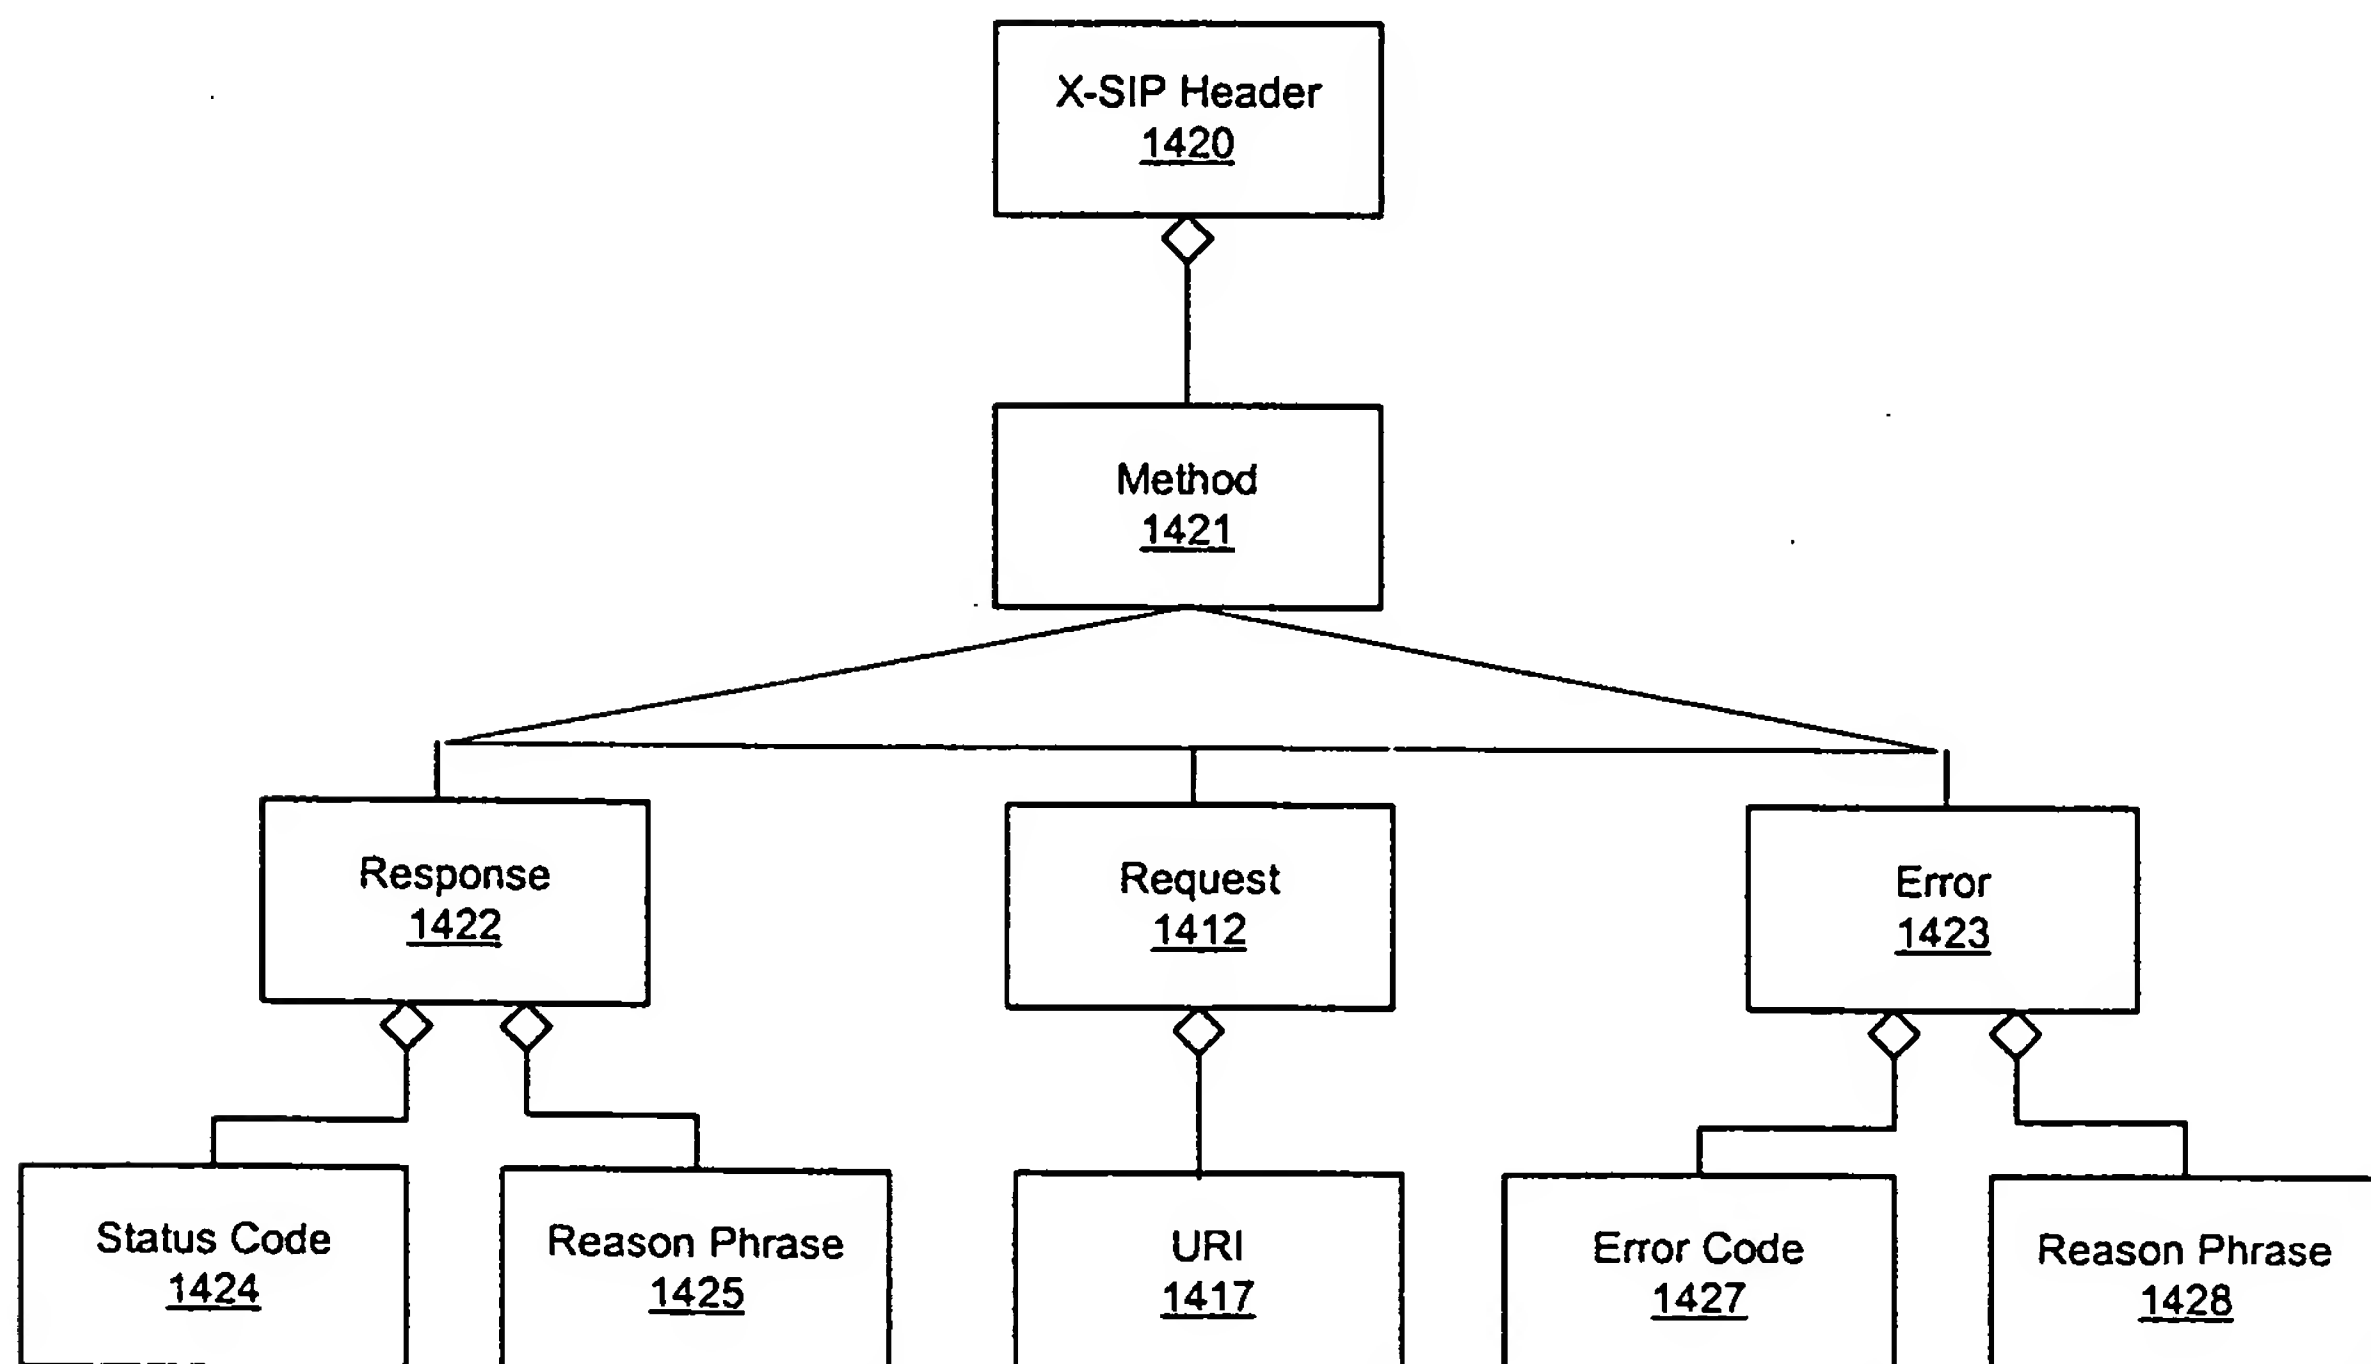 X-SIP Header
1420
Method
1421
Response
1422
Request
1412
Error
1423
Status Code
1424
Reason Phrase
1425
URI
1417
Error Code
1427
Reason Phrase
1428